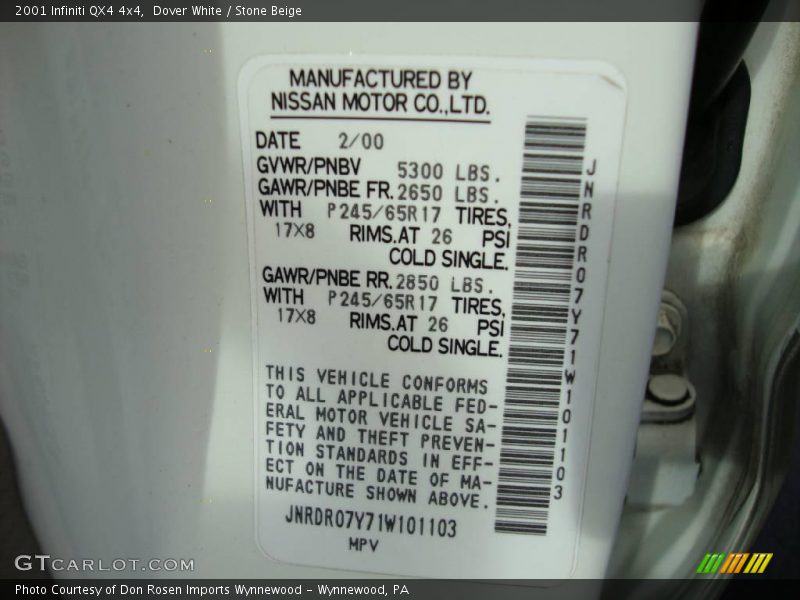 2001 Infiniti QX4 4x4, Dover White / Stone Beige
MANUFACTURED BY
NISSAN MOTOR CO.,LTD.
DATE 2/00
GVWR/PNBV 5300 LBS.
GAWR/PNBE FR. 2650 LBS.
WITH P245/65R17 TIRES,
17X8 RIMS.AT 26 PSI
COLD SINGLE.
GAWR/PNBE RR. 2850 LBS.
WITH P245/65R17 TIRES,
17X8 RIMS.AT 26 PSI
COLD SINGLE.
THIS VEHICLE CONFORMS
TO ALL APPLICABLE FED-
ERAL MOTOR VEHICLE SA-
FETY AND THEFT PREVEN-
TION STANDARDS IN EFF-
ECT ON THE DATE OF MA-
NUFACTURE SHOWN ABOVE.
JNRDR07Y71W101103
MPV
JNRDR07Y71W101103
GTCARLOT.COM
Photo Courtesy of Don Rosen Imports Wynnewood - Wynnewood, PA